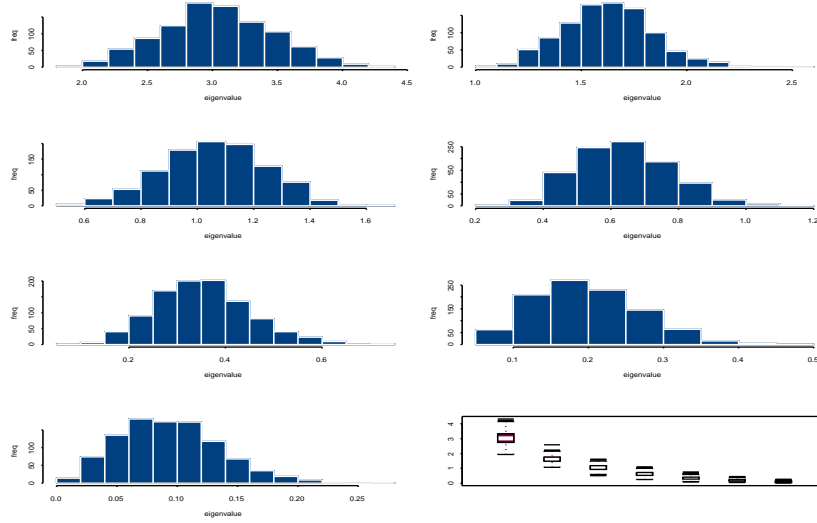 freq
0 50 100
2.0 2.5 3.0 3.5 4.0 4.5
eigenvalue
freq
0 50 150
1.0 1.5 2.0 2.5
eigenvalue
freq
0 50 150
0.6 0.8 1.0 1.2 1.4 1.6
eigenvalue
freq
0 50 150 250
0.2 0.4 0.6 0.8 1.0 1.2
eigenvalue
freq
0 50 100 200
0.2 0.4 0.6
eigenvalue
freq
50 150 250
0.1 0.2 0.3 0.4 0.5
eigenvalue
freq
0 50 150
0.0 0.05 0.10 0.15 0.20 0.25
eigenvalue
0 1 2 3 4